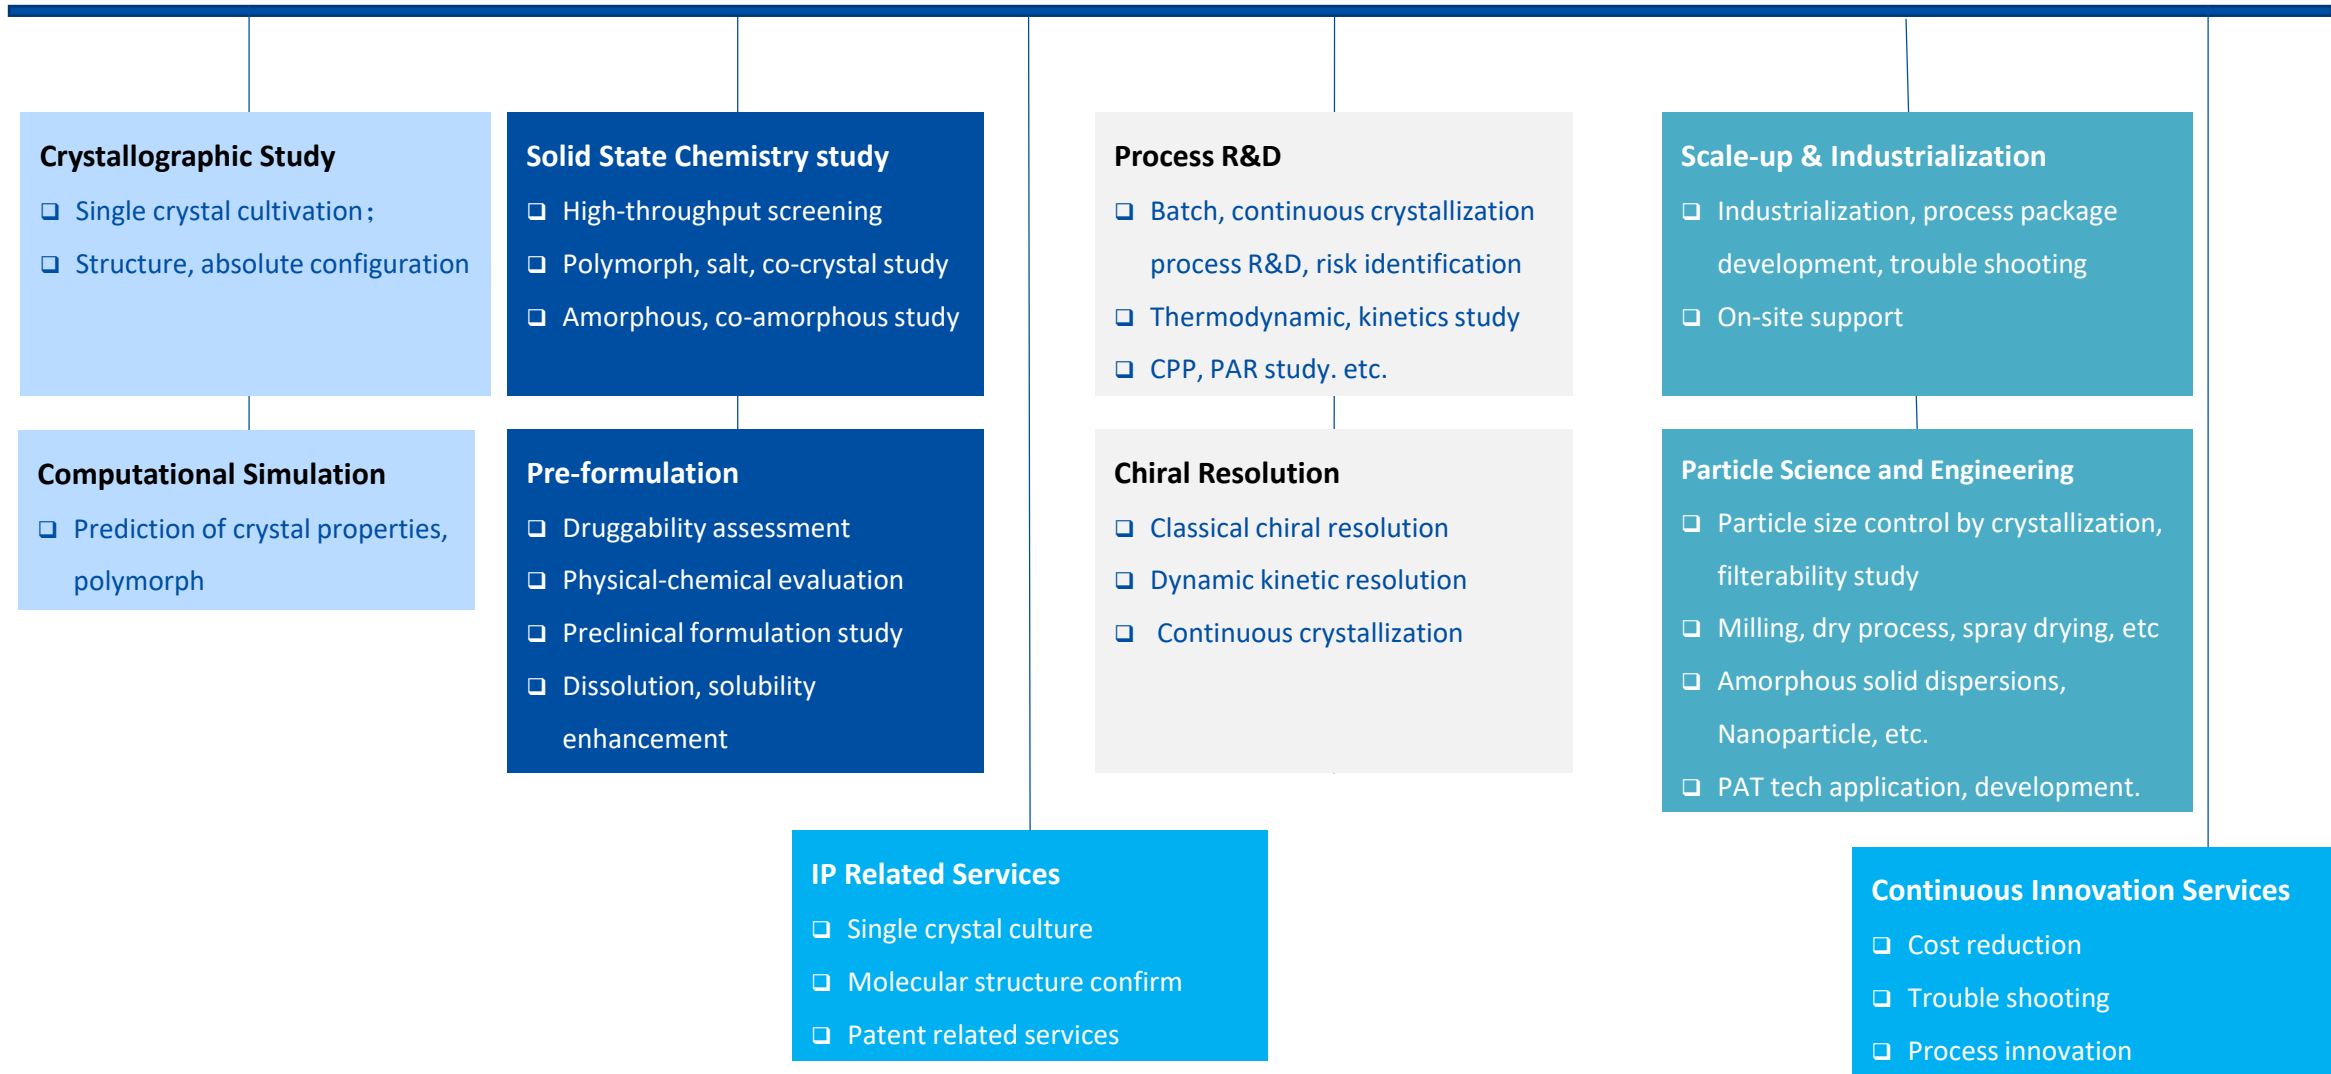 Crystallographic Study
Single crystal cultivation；
Structure, absolute configuration
Computational Simulation
Prediction of crystal properties,
polymorph
Solid State Chemistry study
High-throughput screening
Polymorph, salt, co-crystal study
Amorphous, co-amorphous study
Pre-formulation
Druggability assessment
Physical-chemical evaluation
Preclinical formulation study
Dissolution, solubility
enhancement
IP Related Services
Single crystal culture
Molecular structure confirm
Patent related services
Process R&D
Batch, continuous crystallization
process R&D, risk identification
Thermodynamic, kinetics study
CPP, PAR study. etc.
Chiral Resolution
Classical chiral resolution
Dynamic kinetic resolution
Continuous crystallization
Scale-up & Industrialization
Industrialization, process package
development, trouble shooting
On-site support
Particle Science and Engineering
Particle size control by crystallization,
filterability study
Milling, dry process, spray drying, etc
Amorphous solid dispersions,
Nanoparticle, etc.
PAT tech application, development.
Continuous Innovation Services
Cost reduction
Trouble shooting
Process innovation